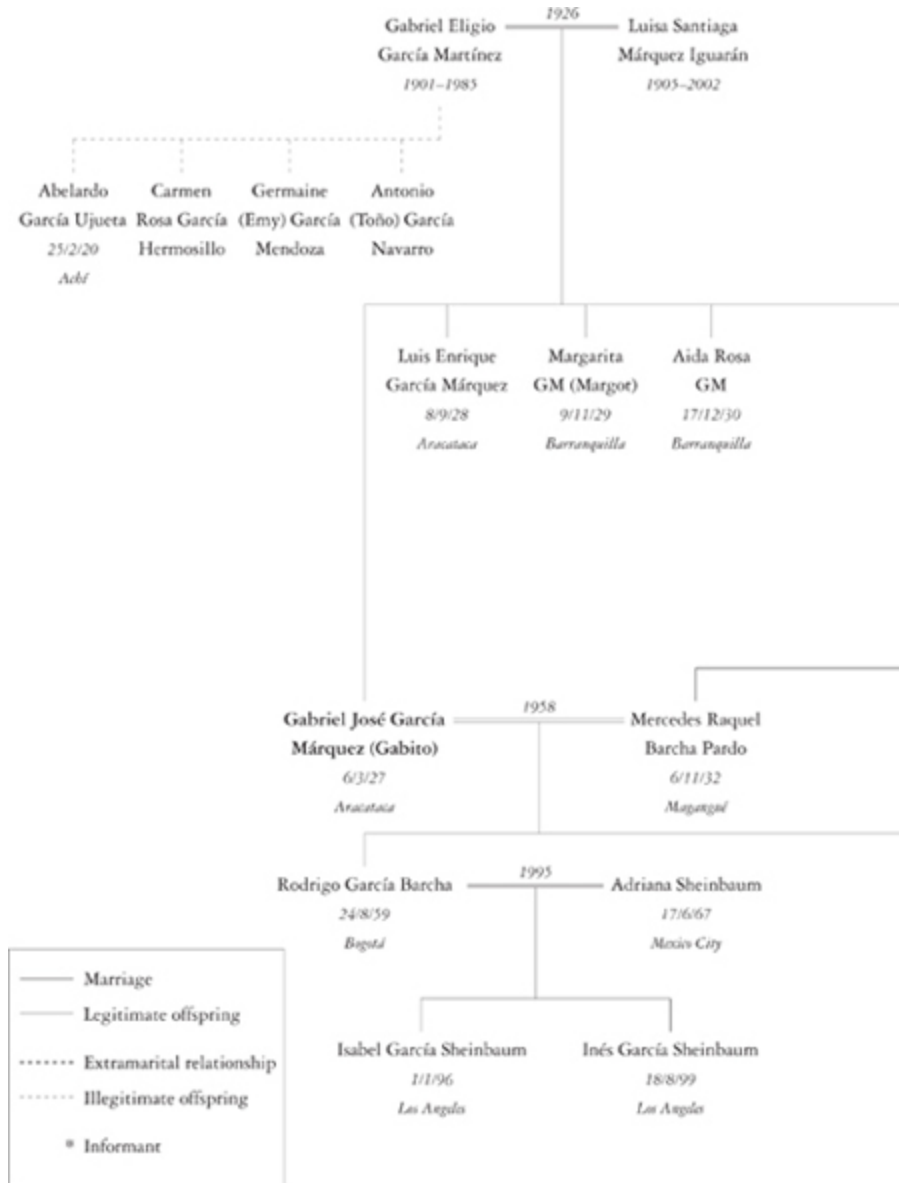 1926
Gabriel Eligio
García Martínez
1901–1985
Luisa Santiaga
Márquez Iguarán
1905–2002
Abelardo
García Ujueta
25/2/20
Achí
Carmen
Rosa García
Hermosillo
Germaine
(Emy) García
Mendoza
Antonio
(Toño) García
Navarro
Luis Enrique
García Márquez
8/9/28
Aracataca
Margarita
GM (Margot)
9/11/29
Barranquilla
Aida Rosa
GM
17/12/30
Barranquilla
1958
Gabriel José García
Márquez (Gabito)
6/3/27
Aracataca
Mercedes Raquel
Barcha Pardo
6/11/32
Magangué
1995
Rodrigo García Barcha
24/8/59
Bogotá
Adriana Sheinbaum
17/6/67
Mexico City
Isabel García Sheinbaum
1/1/96
Los Angeles
Inés García Sheinbaum
18/8/99
Los Angeles
Marriage
Legitimate offspring
Extramarital relationship
Illegitimate offspring
* Informant